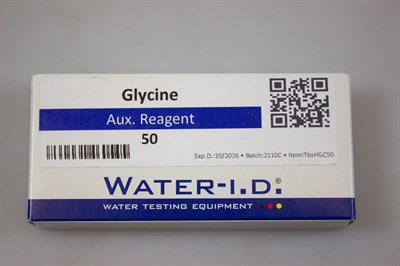 Glycine
Aux. Reagent
50
Exp.D.:10/2026 • Batch:2110C • Item:TbsHGC50
WATER-I.D.®
WATER TESTING EQUIPMENT